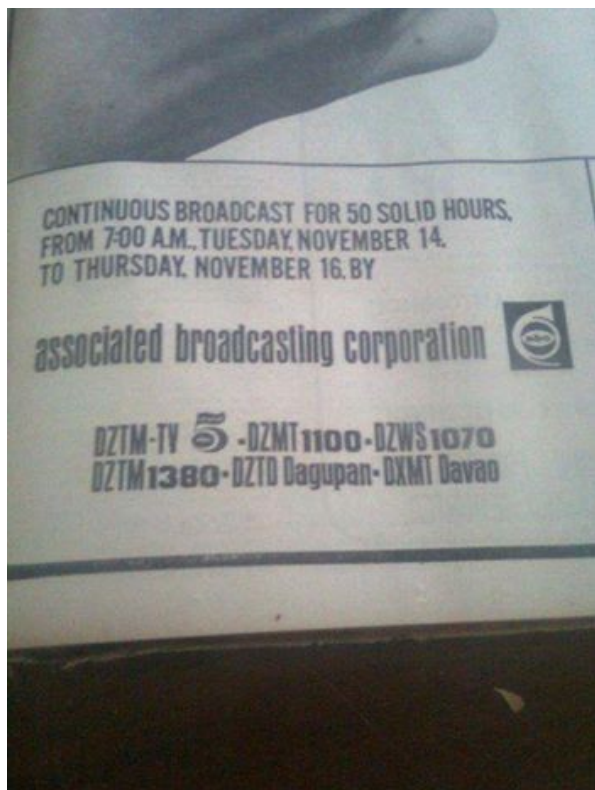 CONTINUOUS BROADCAST FOR 50 SOLID HOURS,
FROM 7:00 A.M., TUESDAY, NOVEMBER 14,
TO THURSDAY, NOVEMBER 16. BY
associated broadcasting corporation
DZTM-TV 5 - DZMT 1100 - DZWS 1070
DZTM 1380 - DZTD Dagupan - DXMT Davao